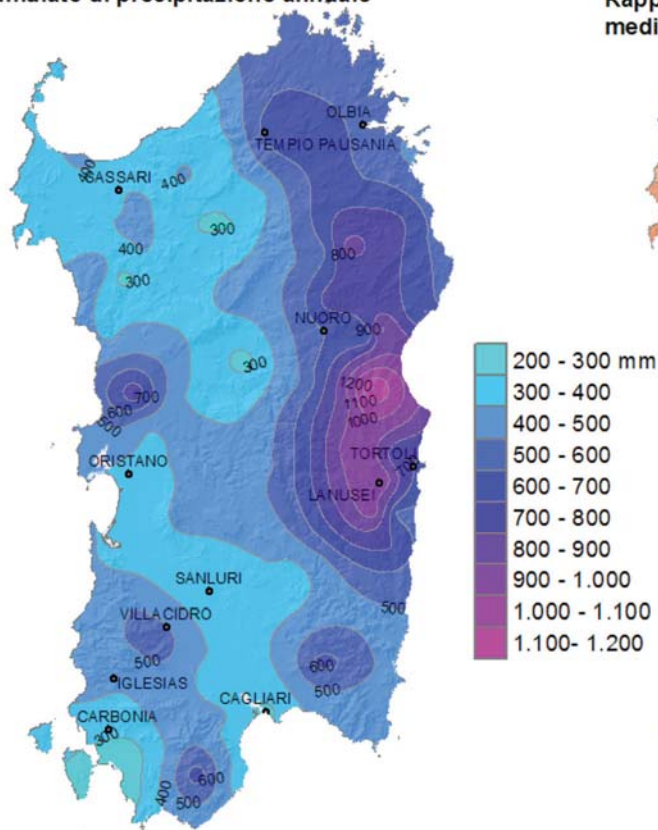 mulato di precipitazione annuale
Rapp
medi
OLBIA
TEMPIO PAUSANIA
400
SASSARI
400
400
300
300
800
NUORO
900
300
1200
1100
1000
700
600
500
ORISTANO
TORTOLI
700
LANUSEI
SANLURI
VILLACIDRO
500
500
600
500
IGLESIAS
CAGLIARI
CARBONIA
300
600
400
500
200 - 300 mm
300 - 400
400 - 500
500 - 600
600 - 700
700 - 800
800 - 900
900 - 1.000
1.000 - 1.100
1.100- 1.200